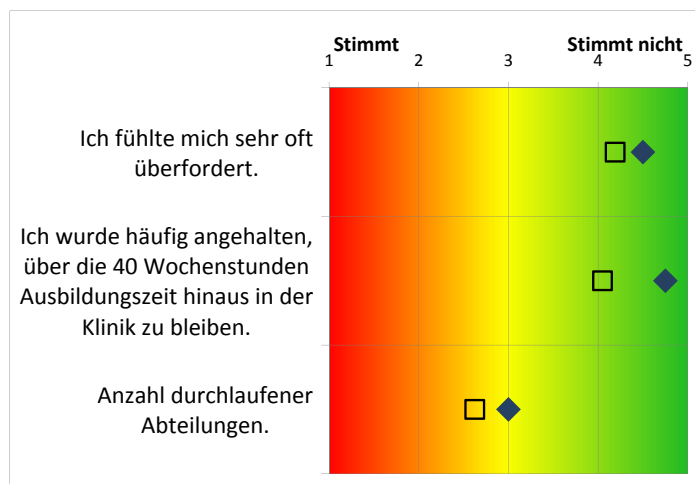 Stimmt Stimmt nicht
1 2 3 4 5
Ich fühlte mich sehr oft
überfordert.
Ich wurde häufig angehalten,
über die 40 Wochenstunden
Ausbildungszeit hinaus in der
Klinik zu bleiben.
Anzahl durchlaufener
Abteilungen.